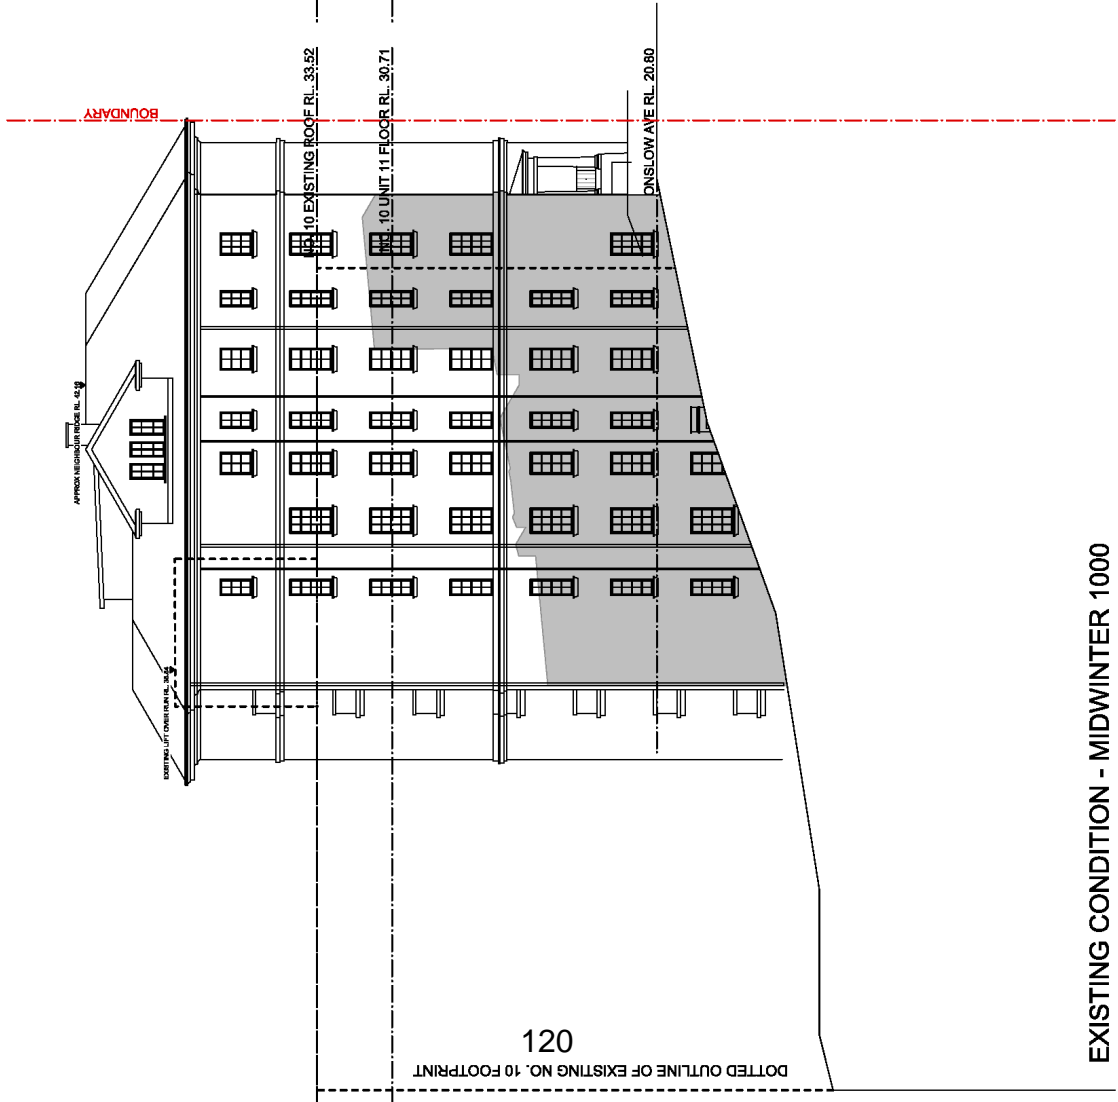 BOUNDARY
NO. 10 EXISTING ROOF RL. 33.52
NO. 10 UNIT 11 FLOOR RL. 30.71
ONSLOW AVE RL. 20.80
APPROX NEIGHBOUR RIDGE RL. 42.10
EXISTING LIFT OVER RUN RL. 38.84
120
DOTTED OUTLINE OF EXISTING NO. 10 FOOTPRINT
EXISTING CONDITION - MIDWINTER 1000